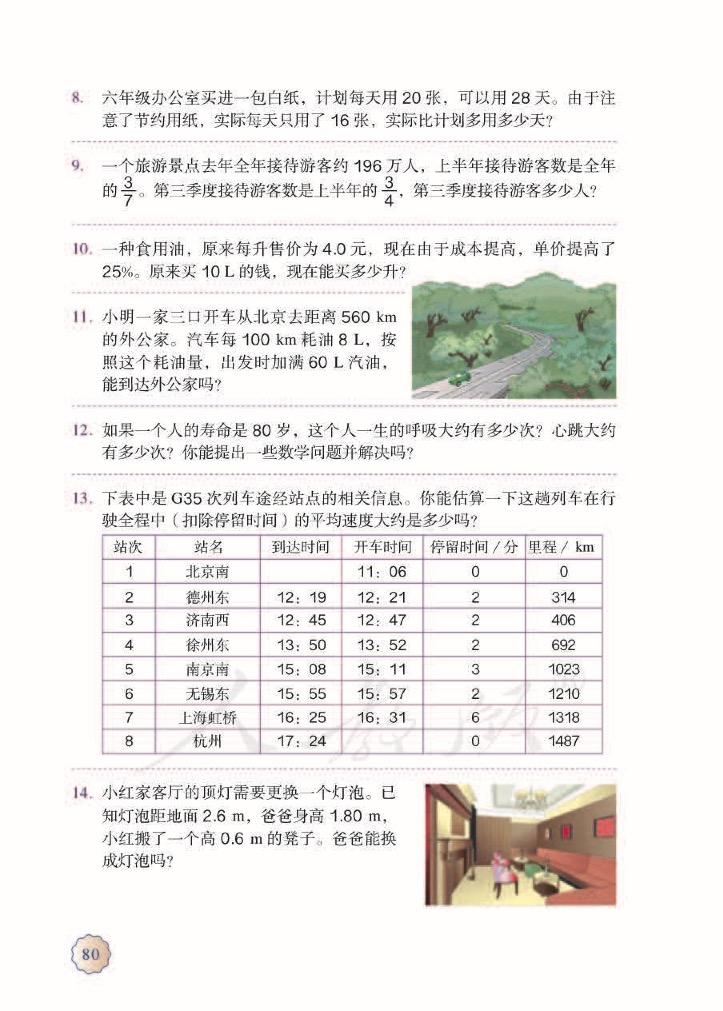 8. 六年级办公室买进一包白纸，计划每天用 20 张，可以用 28 天。由于注
意了节约用纸，实际每天只用了 16 张，实际比计划多用多少天？
9. 一个旅游景点去年全年接待游客约 196 万人，上半年接待游客数是全年
的 3/7。第三季度接待游客数是上半年的 3/4，第三季度接待游客多少人？
10. 一种食用油，原来每升售价为 4.0 元，现在由于成本提高，单价提高了
25%。原来买 10 L 的钱，现在能买多少升？
11. 小明一家三口开车从北京去距离 560 km
的外公家。汽车每 100 km 耗油 8 L，按
照这个耗油量，出发时加满 60 L 汽油，
能到达外公家吗？
12. 如果一个人的寿命是 80 岁，这个人一生的呼吸大约有多少次？心跳大约
有多少次？你能提出一些数学问题并解决吗？
13. 下表中是 G35 次列车途经站点的相关信息。你能估算一下这趟列车在行
驶全程中（扣除停留时间）的平均速度大约是多少吗？
站次 站名 到达时间 开车时间 停留时间／分 里程／ km
1 北京南 11：06 0 0
2 德州东 12：19 12：21 2 314
3 济南西 12：45 12：47 2 406
4 徐州东 13：50 13：52 2 692
5 南京南 15：08 15：11 3 1023
6 无锡东 15：55 15：57 2 1210
7 上海虹桥 16：25 16：31 6 1318
8 杭州 17：24 0 1487
14. 小红家客厅的顶灯需要更换一个灯泡。已
知灯泡距地面 2.6 m，爸爸身高 1.80 m，
小红搬了一个高 0.6 m 的凳子。爸爸能换
成灯泡吗？
80